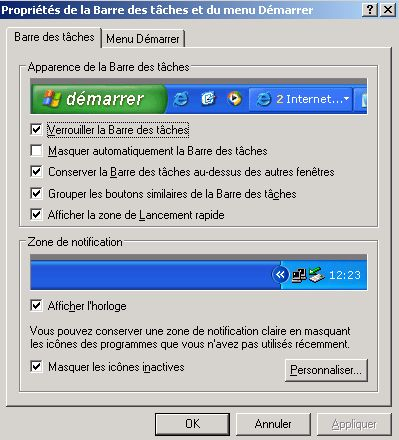 Propriétés de la Barre des tâches et du menu Démarrer
Barre des tâches
Menu Démarrer
Apparence de la Barre des tâches
démarrer
2 Internet...
Verrouiller la Barre des tâches
Masquer automatiquement la Barre des tâches
Conserver la Barre des tâches au-dessus des autres fenêtres
Grouper les boutons similaires de la Barre des tâches
Afficher la zone de Lancement rapide
Zone de notification
12:23
Afficher l'horloge
Vous pouvez conserver une zone de notification claire en masquant
les icônes des programmes que vous n'avez pas utilisés récemment.
Masquer les icônes inactives
Personnaliser...
OK
Annuler
Appliquer